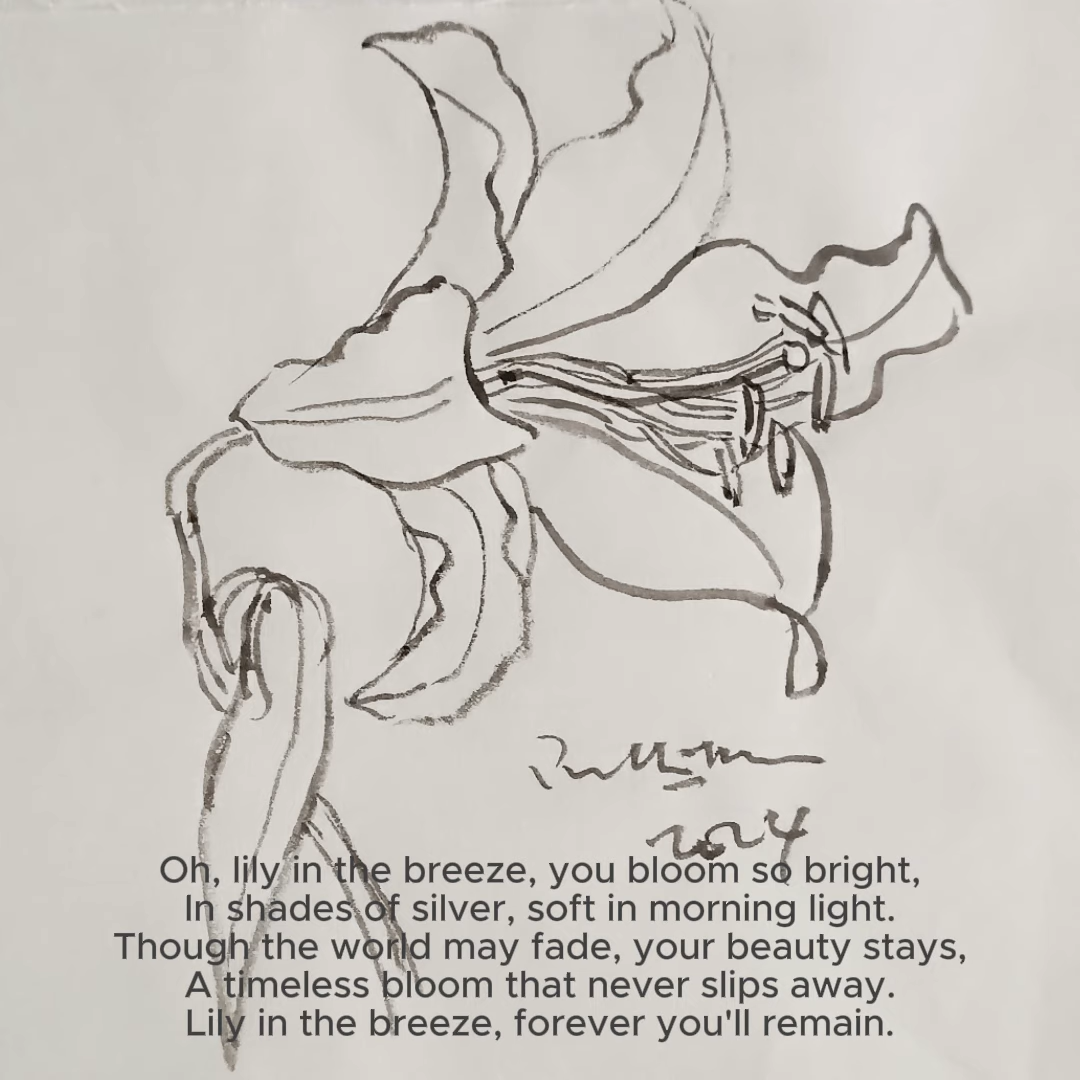 2024
Oh, lily in the breeze, you bloom so bright,
In shades of silver, soft in morning light.
Though the world may fade, your beauty stays,
A timeless bloom that never slips away.
Lily in the breeze, forever you'll remain.